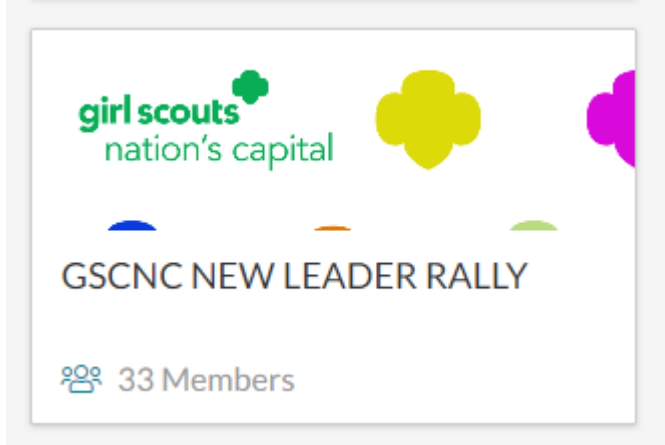 girl scouts
nation's capital
GSCNC NEW LEADER RALLY
33 Members